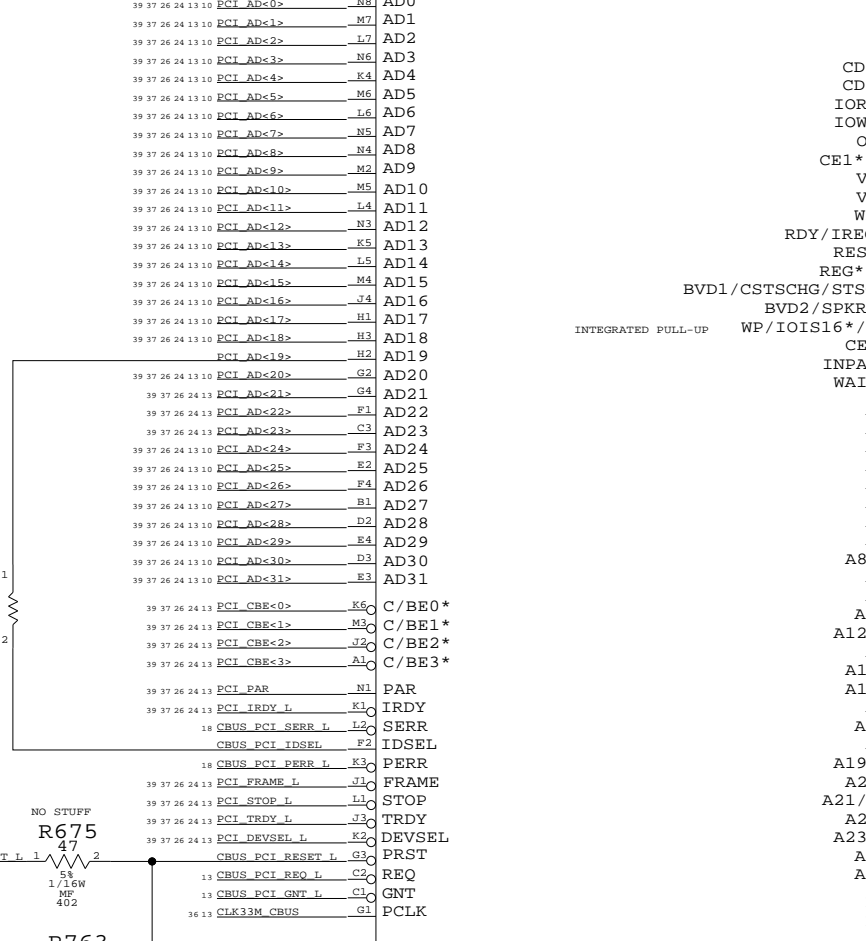 39 37 26 24 13 10 PCI_AD<0> N8 AD0
39 37 26 24 13 10 PCI_AD<1> M7 AD1
39 37 26 24 13 10 PCI_AD<2> L7 AD2
39 37 26 24 13 10 PCI_AD<3> N6 AD3
39 37 26 24 13 10 PCI_AD<4> K4 AD4
39 37 26 24 13 10 PCI_AD<5> M6 AD5
39 37 26 24 13 10 PCI_AD<6> L6 AD6
39 37 26 24 13 10 PCI_AD<7> N5 AD7
39 37 26 24 13 10 PCI_AD<8> N4 AD8
39 37 26 24 13 10 PCI_AD<9> M2 AD9
39 37 26 24 13 10 PCI_AD<10> M5 AD10
39 37 26 24 13 10 PCI_AD<11> L4 AD11
39 37 26 24 13 10 PCI_AD<12> N3 AD12
39 37 26 24 13 10 PCI_AD<13> K5 AD13
39 37 26 24 13 10 PCI_AD<14> L5 AD14
39 37 26 24 13 10 PCI_AD<15> M4 AD15
39 37 26 24 13 10 PCI_AD<16> J4 AD16
39 37 26 24 13 10 PCI_AD<17> H1 AD17
39 37 26 24 13 10 PCI_AD<18> H3 AD18
PCI_AD<19> H2 AD19
39 37 26 24 13 10 PCI_AD<20> G2 AD20
39 37 26 24 13 PCI_AD<21> G4 AD21
39 37 26 24 13 PCI_AD<22> F1 AD22
39 37 26 24 13 PCI_AD<23> C3 AD23
39 37 26 24 13 10 PCI_AD<24> F3 AD24
39 37 26 24 13 10 PCI_AD<25> E2 AD25
39 37 26 24 13 10 PCI_AD<26> F4 AD26
39 37 26 24 13 10 PCI_AD<27> B1 AD27
39 37 26 24 13 10 PCI_AD<28> D2 AD28
39 37 26 24 13 10 PCI_AD<29> E4 AD29
39 37 26 24 13 10 PCI_AD<30> D3 AD30
39 37 26 24 13 10 PCI_AD<31> E3 AD31
1
2
39 37 26 24 13 PCI_CBE<0> K6 C/BE0*
39 37 26 24 13 PCI_CBE<1> M3 C/BE1*
39 37 26 24 13 PCI_CBE<2> J2 C/BE2*
39 37 26 24 13 PCI_CBE<3> A1 C/BE3*
39 37 26 24 13 PCI_PAR N1 PAR
39 37 26 24 13 PCI_IRDY_L K1 IRDY
18 CBUS_PCI_SERR_L L2 SERR
CBUS_PCI_IDSEL F2 IDSEL
18 CBUS_PCI_PERR_L K3 PERR
39 37 26 24 13 PCI_FRAME_L J1 FRAME
39 37 26 24 13 PCI_STOP_L L1 STOP
39 37 26 24 13 PCI_TRDY_L J3 TRDY
39 37 26 24 13 PCI_DEVSEL_L K2 DEVSEL
CBUS_PCI_RESET_L G3 PRST
13 CBUS_PCI_REQ_L C2 REQ
13 CBUS_PCI_GNT_L C1 GNT
36 13 CLK33M_CBUS G1 PCLK
NO STUFF
R675
47
T_L 1 2
5%
1/16W
MF
402
R763
CD
CD
IOR
IOW
O
CE1*
V
V
W
RDY/IRE
RES
REG*
BVD1/CSTSCHG/STS
BVD2/SPKR
INTEGRATED PULL-UP WP/IOIS16*/
CE
INPA
WAI
A8
A
A12
A1
A1
A
A19
A2
A21/
A2
A23
A
A